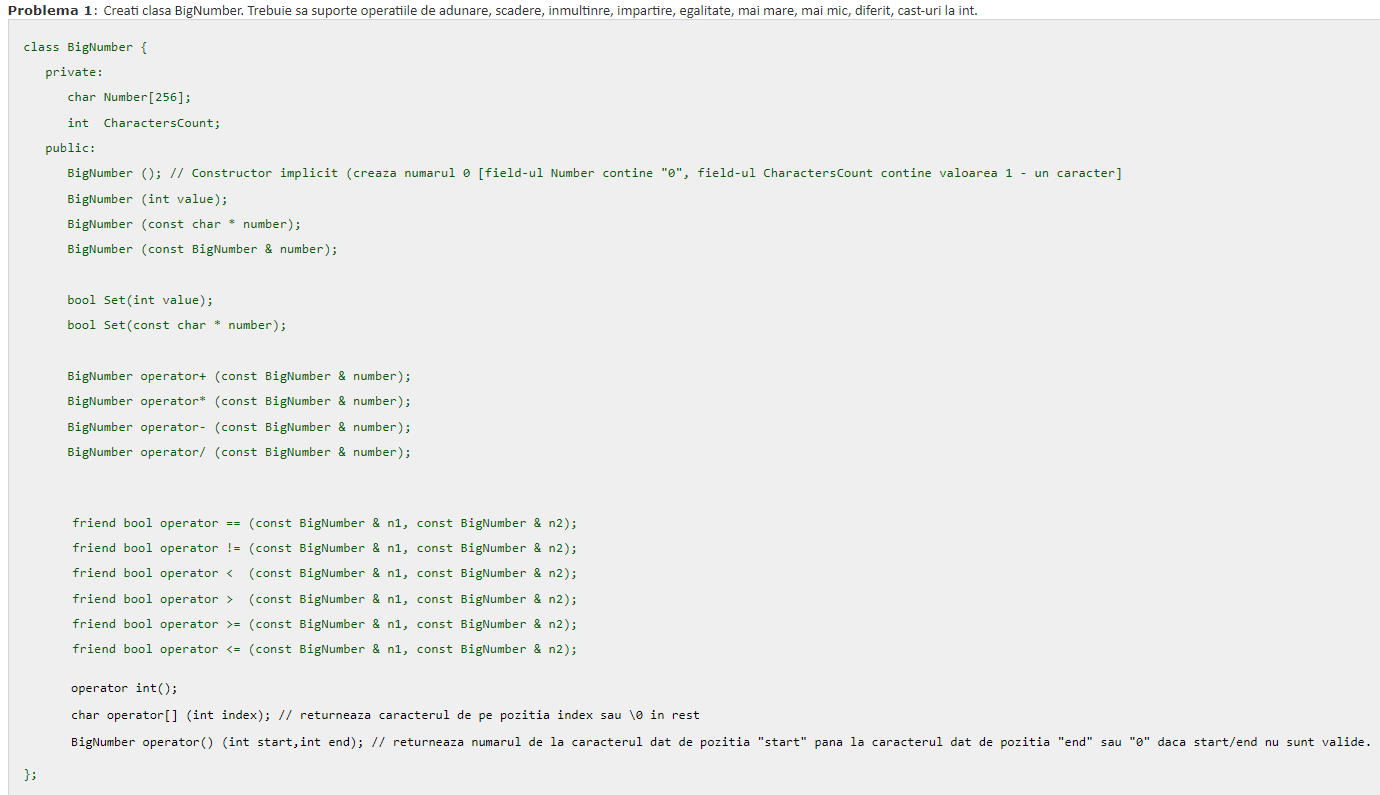 Problema 1: Creati clasa BigNumber. Trebuie sa suporte operatiile de adunare, scadere, inmultinre, impartire, egalitate, mai mare, mai mic, diferit, cast-uri la int.
class BigNumber {
private:
char Number[256];
int  CharactersCount;
public:
BigNumber (); // Constructor implicit (creaza numarul 0 [field-ul Number contine "0", field-ul CharactersCount contine valoarea 1 - un caracter]
BigNumber (int value);
BigNumber (const char * number);
BigNumber (const BigNumber & number);
bool Set(int value);
bool Set(const char * number);
BigNumber operator+ (const BigNumber & number);
BigNumber operator* (const BigNumber & number);
BigNumber operator- (const BigNumber & number);
BigNumber operator/ (const BigNumber & number);
friend bool operator == (const BigNumber & n1, const BigNumber & n2);
friend bool operator != (const BigNumber & n1, const BigNumber & n2);
friend bool operator <  (const BigNumber & n1, const BigNumber & n2);
friend bool operator >  (const BigNumber & n1, const BigNumber & n2);
friend bool operator >= (const BigNumber & n1, const BigNumber & n2);
friend bool operator <= (const BigNumber & n1, const BigNumber & n2);
operator int();
char operator[] (int index); // returneaza caracterul de pe pozitia index sau \0 in rest
BigNumber operator() (int start,int end); // returneaza numarul de la caracterul dat de pozitia "start" pana la caracterul dat de pozitia "end" sau "0" daca start/end nu sunt valide.
};